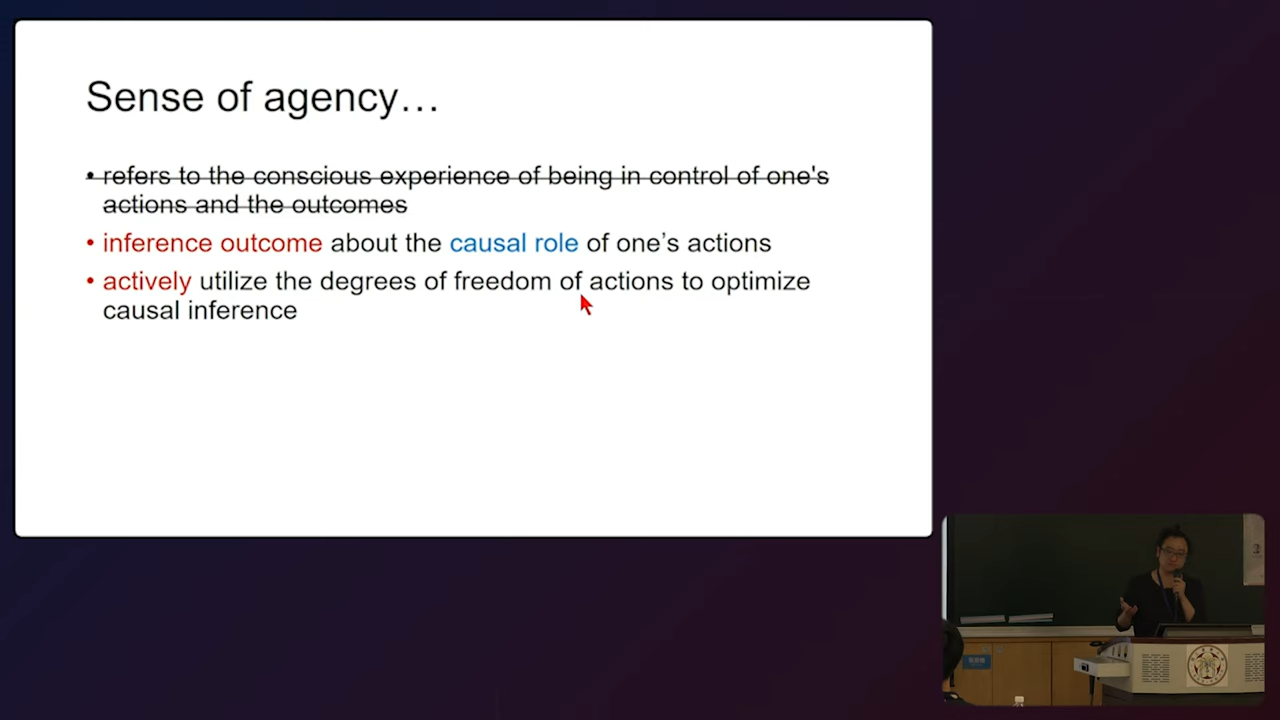 Sense of agency…
• refers to the conscious experience of being in control of one's
actions and the outcomes
• inference outcome about the causal role of one’s actions
• actively utilize the degrees of freedom of actions to optimize
causal inference